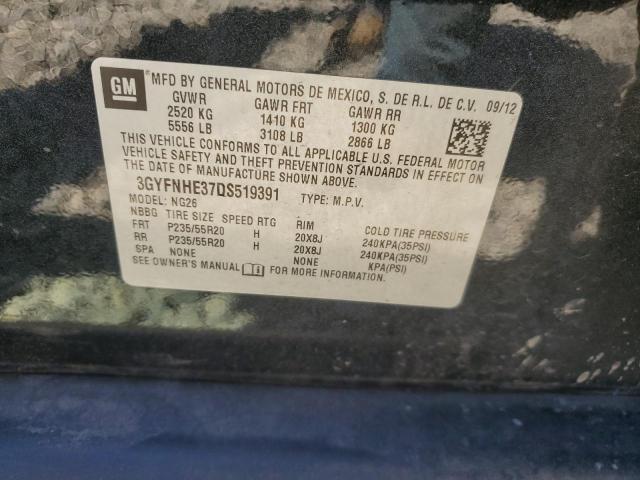 GM
MFD BY GENERAL MOTORS DE MEXICO, S. DE R.L. DE C.V. 09/12
GVWR GAWR FRT GAWR RR
2520 KG 1410 KG 1300 KG
5556 LB 3108 LB 2866 LB
THIS VEHICLE CONFORMS TO ALL APPLICABLE U.S. FEDERAL MOTOR
VEHICLE SAFETY AND THEFT PREVENTION STANDARDS IN EFFECT ON
THE DATE OF MANUFACTURE SHOWN ABOVE.
3GYFNHE37DS519391 TYPE: M.P.V.
MODEL: NG26
NBBG TIRE SIZE SPEED RTG RIM COLD TIRE PRESSURE
FRT P235/55R20 H 20X8J 240KPA(35PSI)
RR P235/55R20 H 20X8J 240KPA(35PSI)
SPA NONE NONE KPA(PSI)
SEE OWNER'S MANUAL FOR MORE INFORMATION.